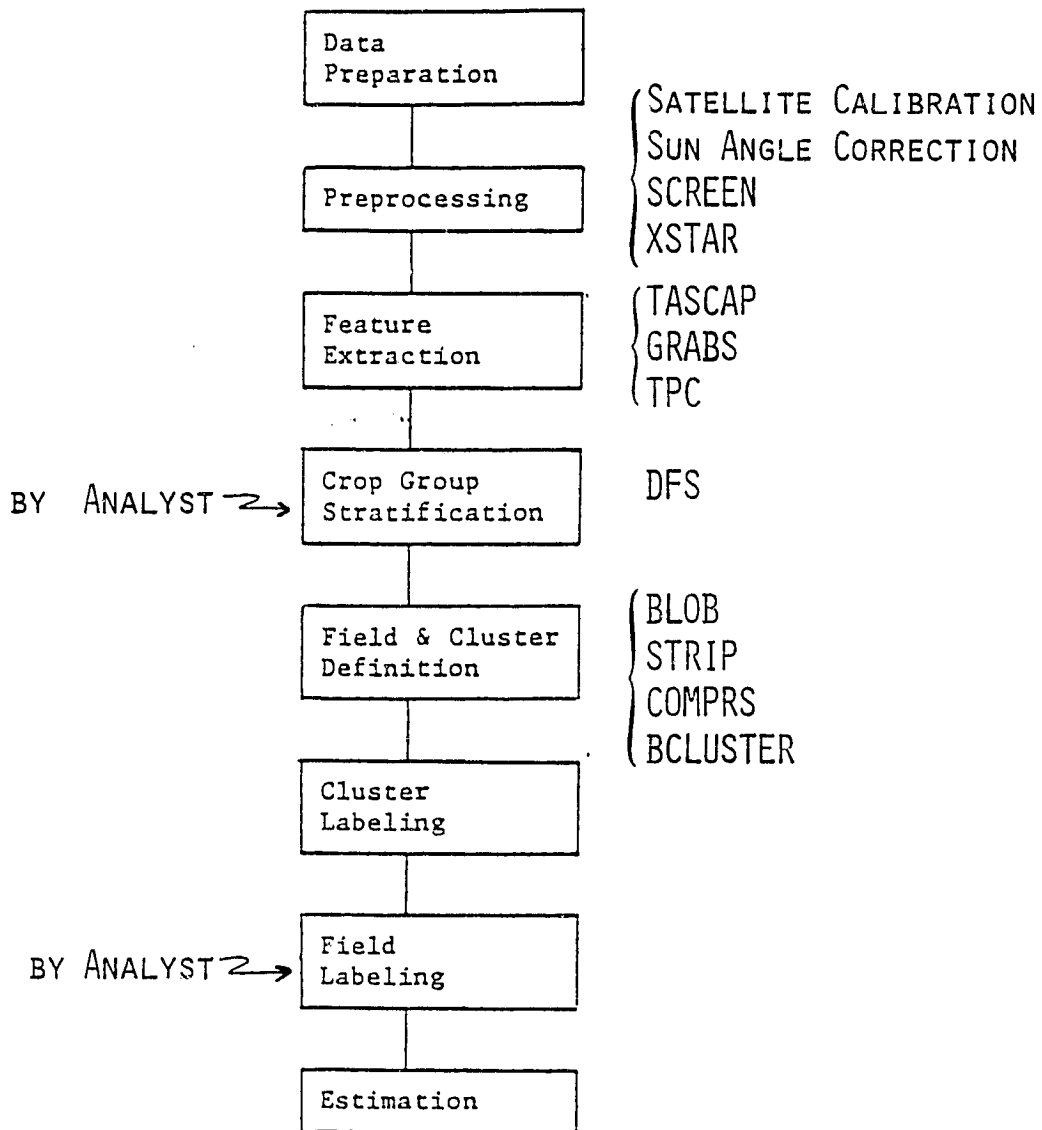 Data
Preparation
SATELLITE CALIBRATION
SUN ANGLE CORRECTION
SCREEN
XSTAR
Preprocessing
Feature
Extraction
TASCAP
GRABS
TPC
BY ANALYST
Crop Group
Stratification
DFS
Field & Cluster
Definition
BLOB
STRIP
COMPRS
BCLUSTER
Cluster
Labeling
BY ANALYST
Field
Labeling
Estimation